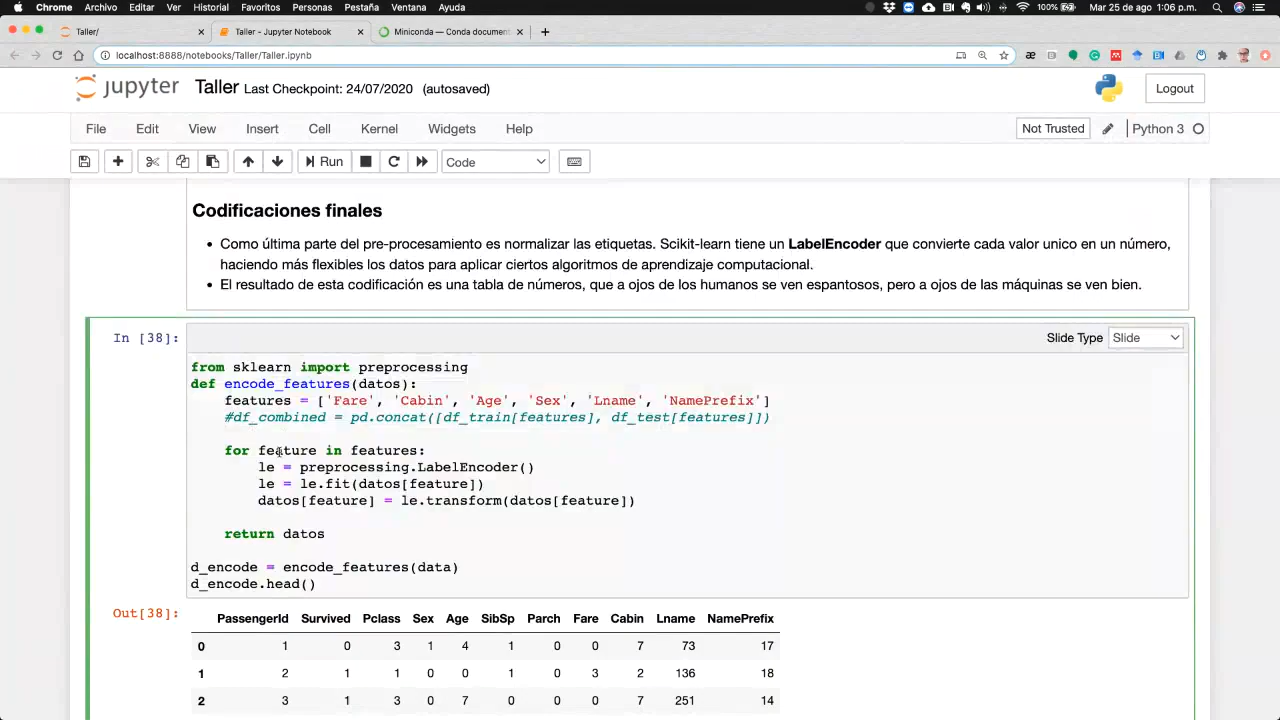 Chrome Archivo Editar Ver Historial Favoritos Personas Pestaña Ventana Ayuda 100% Mar 25 de ago 1:06 p.m.
Taller/ Taller - Jupyter Notebook Miniconda — Conda document
localhost:8888/notebooks/Taller/Taller.ipynb
jupyter Taller Last Checkpoint: 24/07/2020 (autosaved) Logout
File Edit View Insert Cell Kernel Widgets Help Not Trusted Python 3
Run Code
Codificaciones finales
• Como última parte del pre-procesamiento es normalizar las etiquetas. Scikit-learn tiene un LabelEncoder que convierte cada valor unico en un número,
haciendo más flexibles los datos para aplicar ciertos algoritmos de aprendizaje computacional.
• El resultado de esta codificación es una tabla de números, que a ojos de los humanos se ven espantosos, pero a ojos de las máquinas se ven bien.
In [38]: Slide Type Slide
from sklearn import preprocessing
def encode_features(datos):
features = ['Fare', 'Cabin', 'Age', 'Sex', 'Lname', 'NamePrefix']
#df_combined = pd.concat([df_train[features], df_test[features]])
for feature in features:
le = preprocessing.LabelEncoder()
le = le.fit(datos[feature])
datos[feature] = le.transform(datos[feature])
return datos
d_encode = encode_features(data)
d_encode.head()
Out[38]:
PassengerId Survived Pclass Sex Age SibSp Parch Fare Cabin Lname NamePrefix
0 1 0 3 1 4 1 0 0 7 73 17
1 2 1 1 0 0 1 0 3 2 136 18
2 3 1 3 0 7 0 0 0 7 251 14